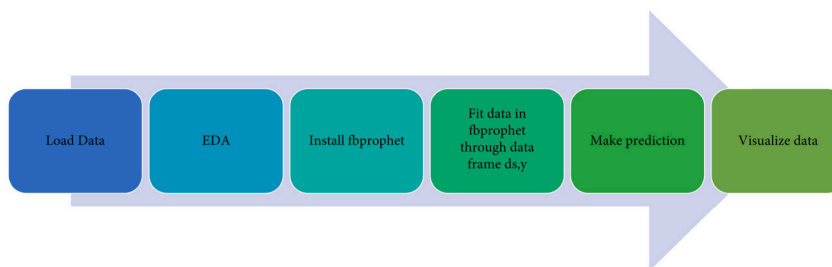 Load Data
EDA
Install fbprophet
Fit data in
fbprophet
through data
frame ds,y
Make prediction
Visualize data